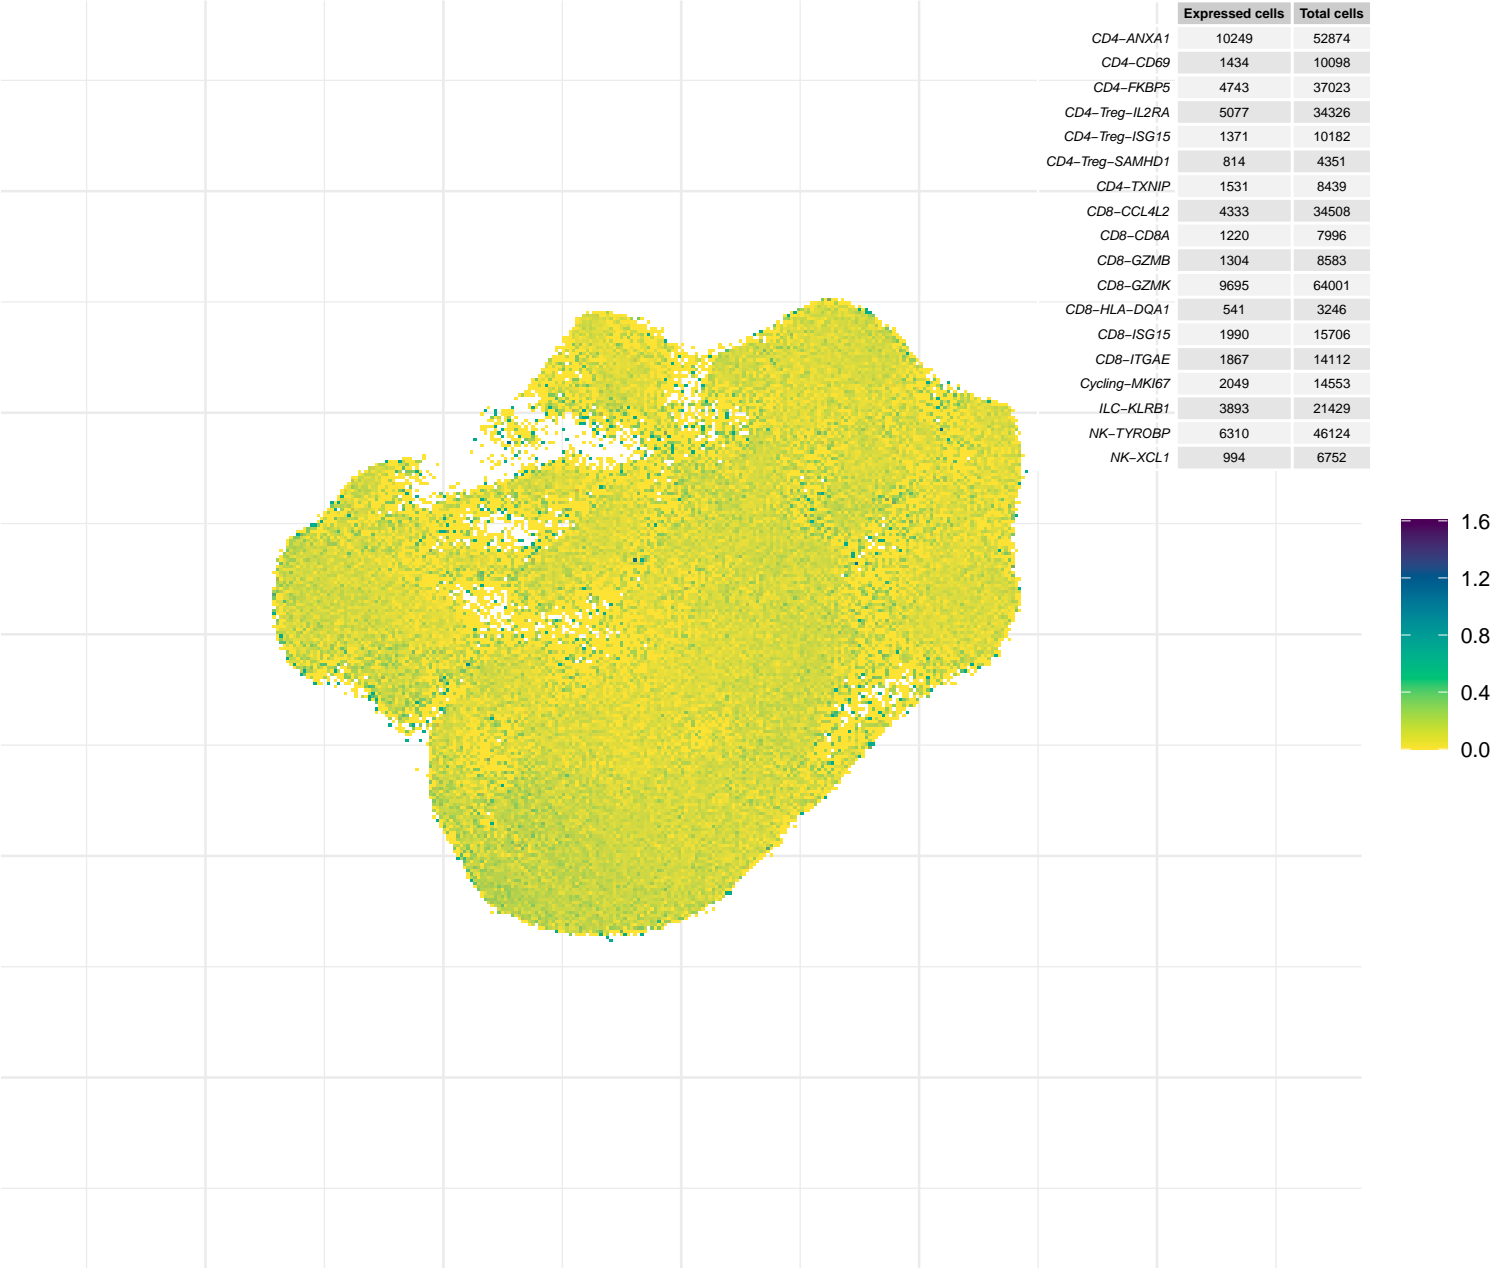 Expressed cells Total cells
CD4−ANXA1 10249 52874
CD4−CD69 1434 10098
CD4−FKBP5 4743 37023
CD4−Treg−IL2RA 5077 34326
CD4−Treg−ISG15 1371 10182
CD4−Treg−SAMHD1 814 4351
CD4−TXNIP 1531 8439
CD8−CCL4L2 4333 34508
CD8−CD8A 1220 7996
CD8−GZMB 1304 8583
CD8−GZMK 9695 64001
CD8−HLA−DQA1 541 3246
CD8−ISG15 1990 15706
CD8−ITGAE 1867 14112
Cycling−MKI67 2049 14553
ILC−KLRB1 3893 21429
NK−TYROBP 6310 46124
NK−XCL1 994 6752
1.6
1.2
0.8
0.4
0.0